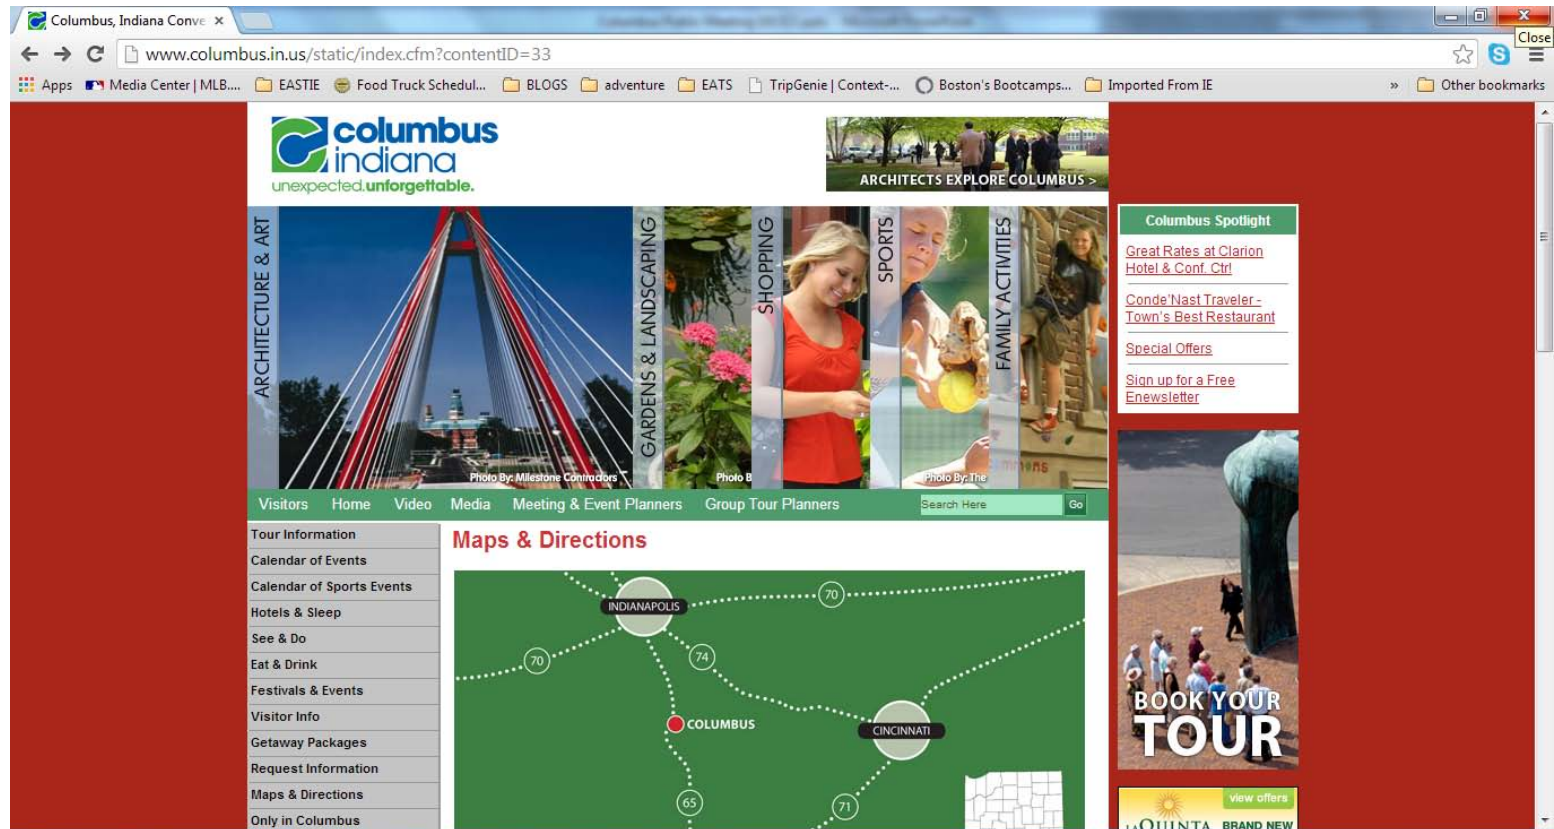 Columbus, Indiana Conve
Close
www.columbus.in.us/static/index.cfm?contentID=33
Apps
Media Center | MLB....
EASTIE
Food Truck Schedul...
BLOGS
adventure
EATS
TripGenie | Context-...
Boston's Bootcamps...
Imported From IE
»
Other bookmarks
columbus
indiana
unexpected.unforgettable.
ARCHITECTS EXPLORE COLUMBUS >
ARCHITECTURE & ART
Photo By: Milestone Contractors
GARDENS & LANDSCAPING
Photo B
SHOPPING
SPORTS
Photo By: The
FAMILY ACTIVITIES
Columbus Spotlight
Great Rates at Clarion
Hotel & Conf. Ctr!
Conde'Nast Traveler -
Town's Best Restaurant
Special Offers
Sign up for a Free
Enewsletter
Visitors
Home
Video
Media
Meeting & Event Planners
Group Tour Planners
Search Here
Go
Tour Information
Calendar of Events
Calendar of Sports Events
Hotels & Sleep
See & Do
Eat & Drink
Festivals & Events
Visitor Info
Getaway Packages
Request Information
Maps & Directions
Only in Columbus
Maps & Directions
INDIANAPOLIS
70
70
74
COLUMBUS
CINCINNATI
65
71
BOOK YOUR
TOUR
view offers
LAQUINTA
BRAND NEW